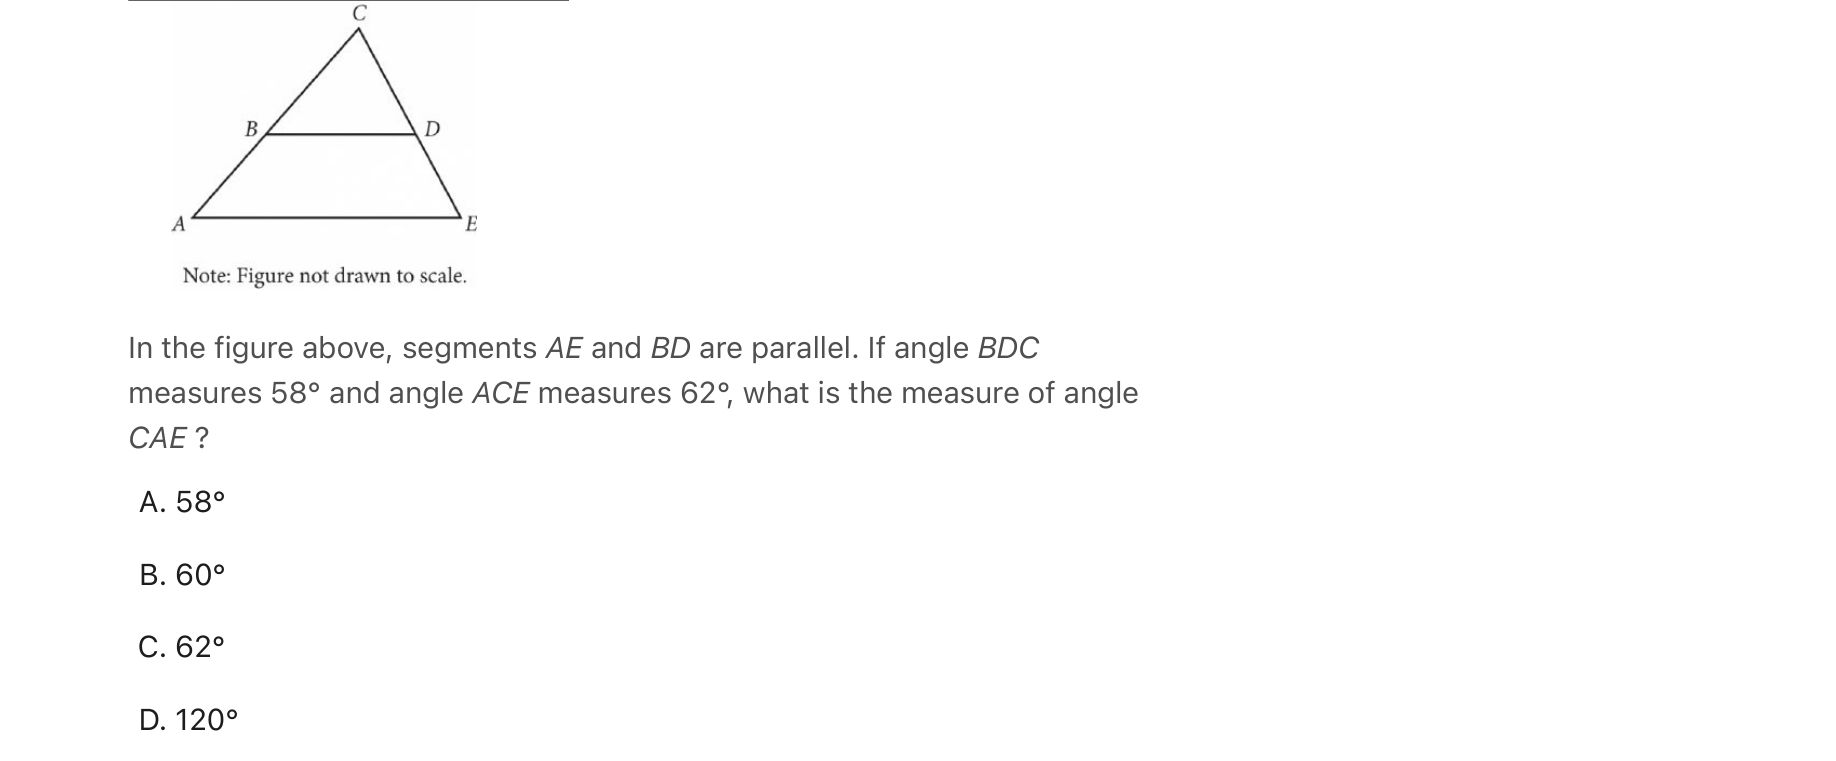 C
B
D
A
E
Note: Figure not drawn to scale.
In the figure above, segments AE and BD are parallel. If angle BDC
measures 58° and angle ACE measures 62°, what is the measure of angle
CAE ?
A. 58°
B. 60°
C. 62°
D. 120°